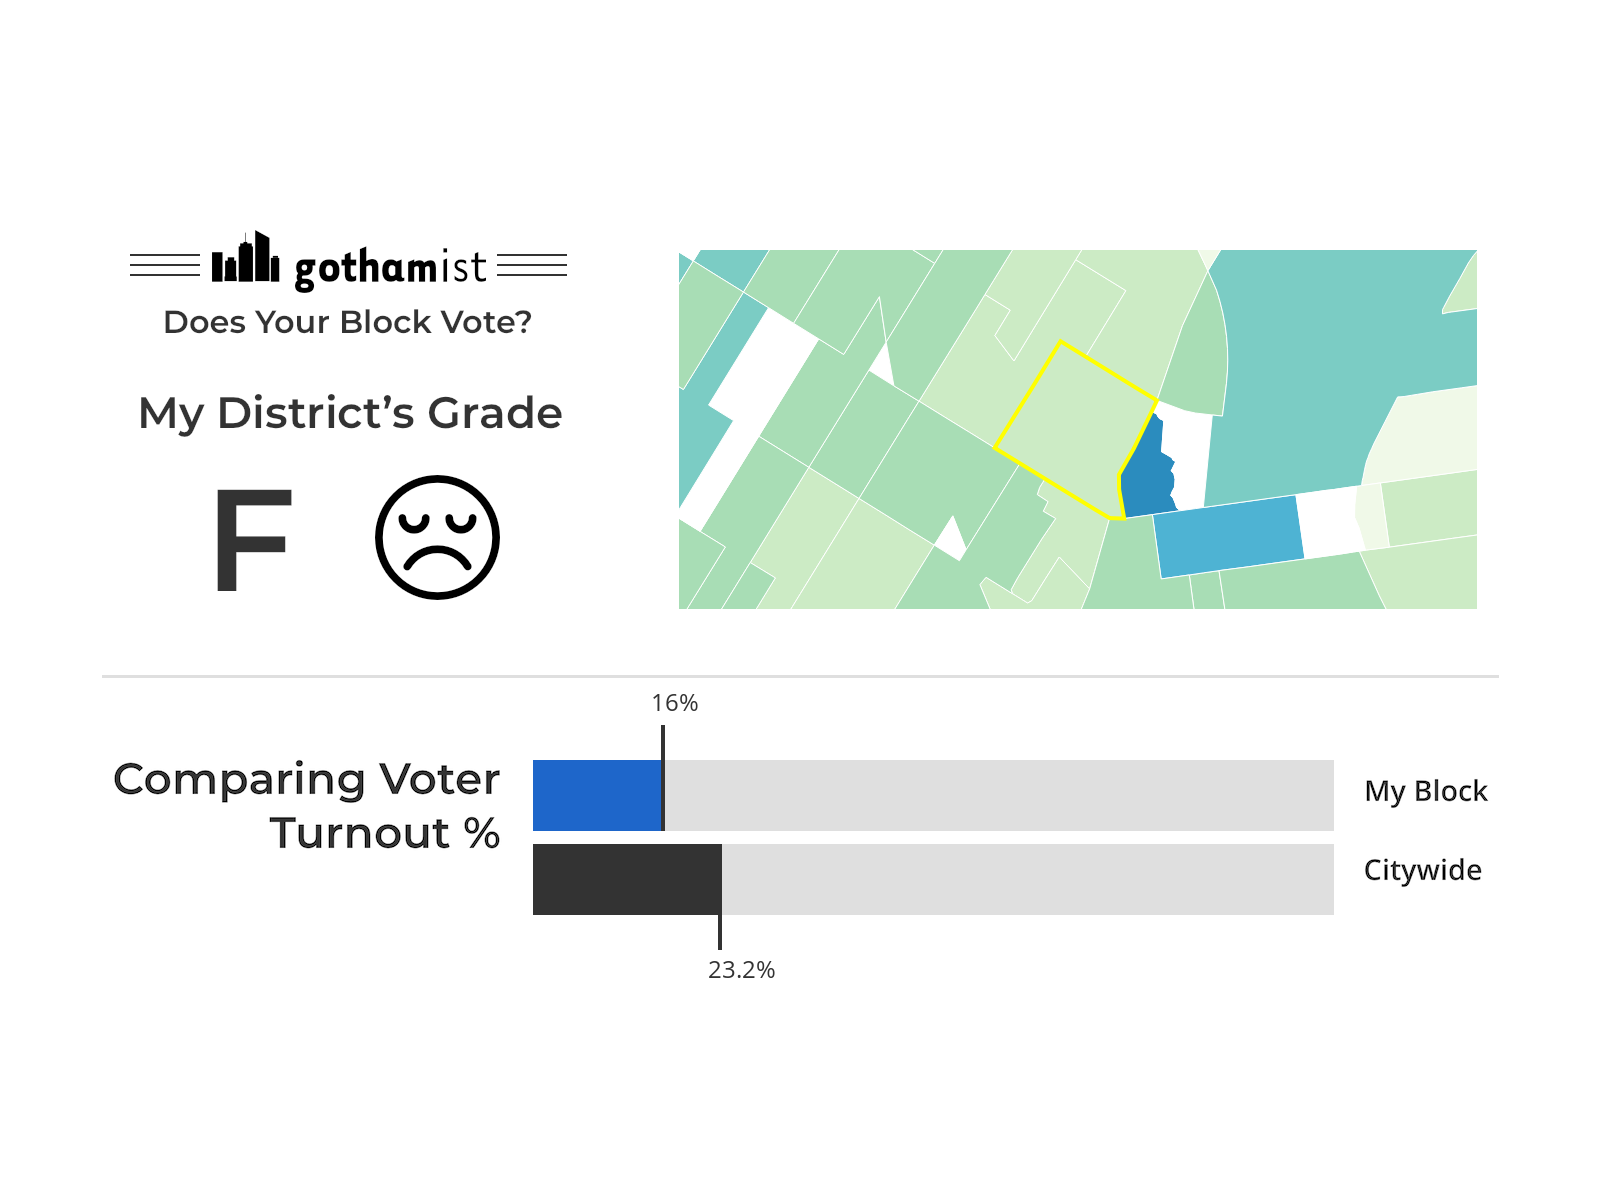 gothamist
Does Your Block Vote?
My District’s Grade
F
16%
Comparing Voter
Turnout %
My Block
Citywide
23.2%